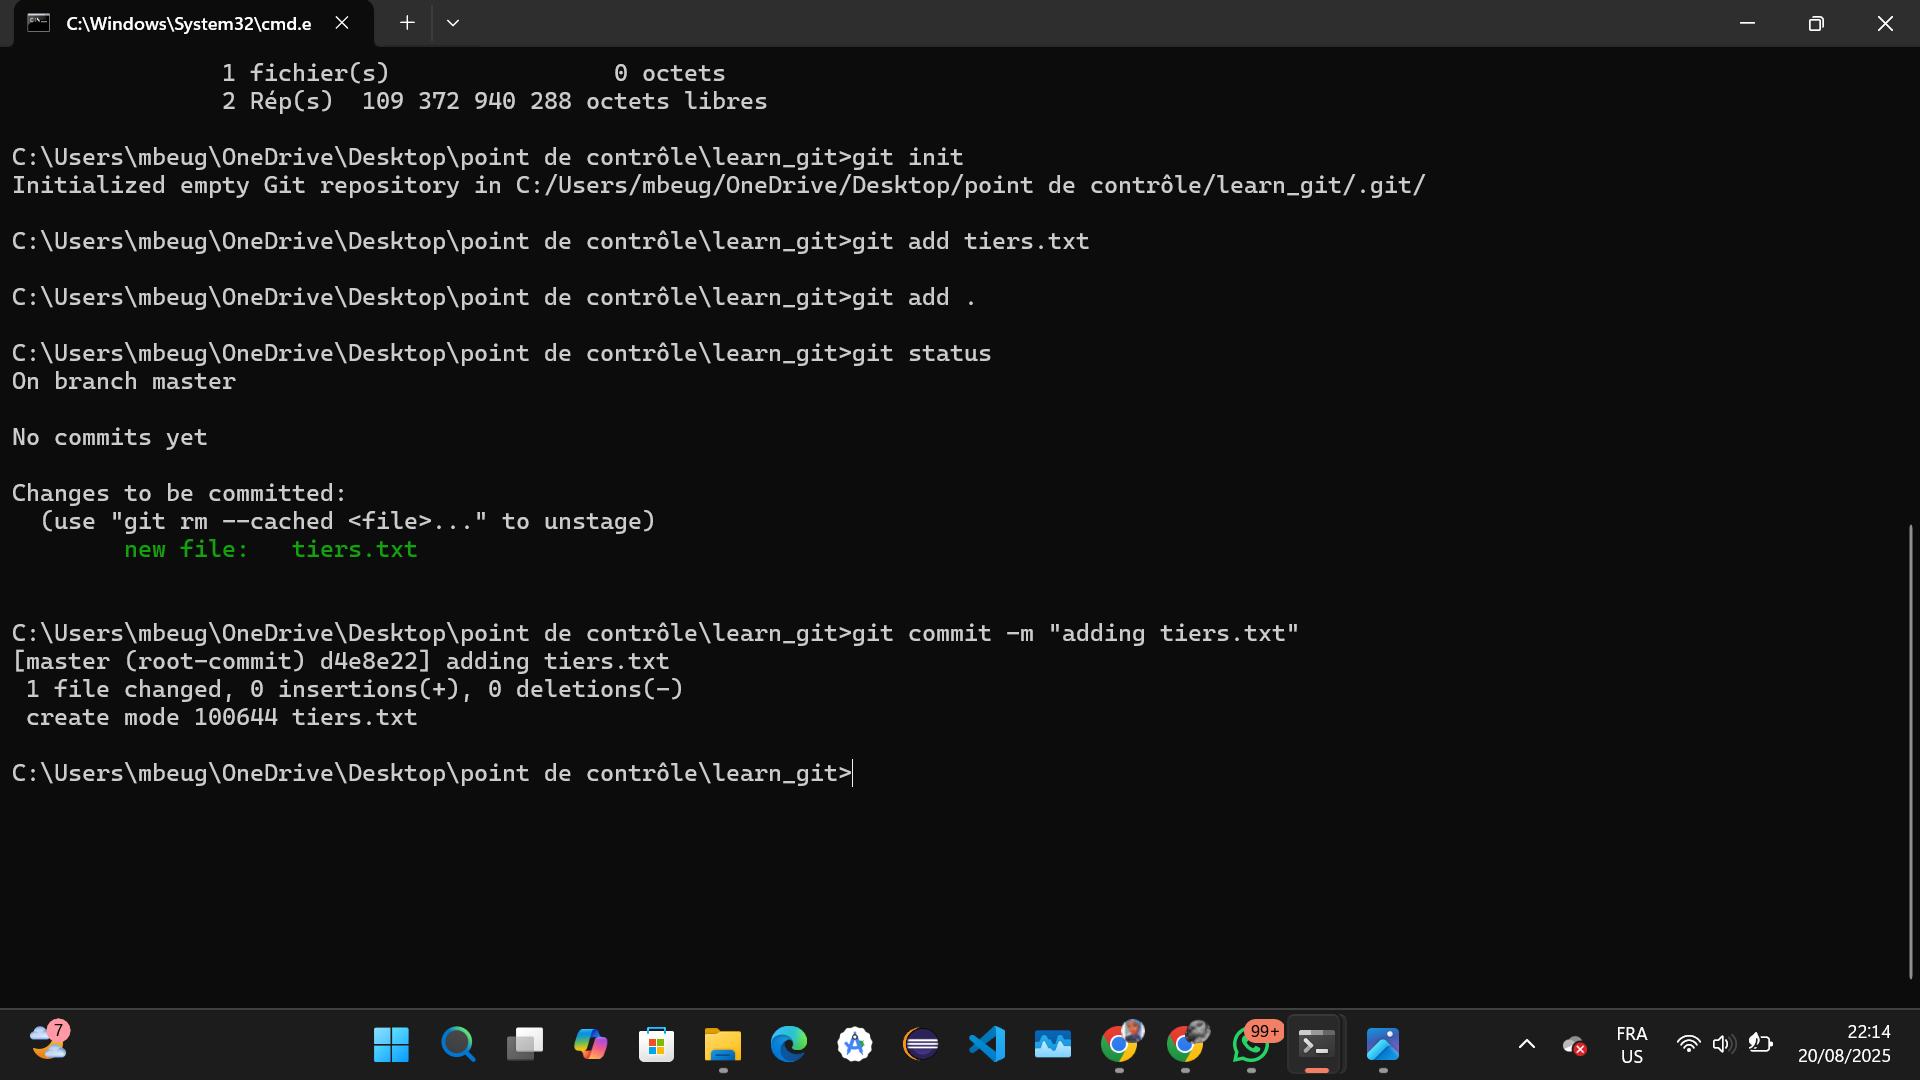 C:\Windows\System32\cmd.e
1 fichier(s)                0 octets
2 Rép(s)  109 372 940 288 octets libres
C:\Users\mbeug\OneDrive\Desktop\point de contrôle\learn_git>git init
Initialized empty Git repository in C:/Users/mbeug/OneDrive/Desktop/point de contrôle/learn_git/.git/
C:\Users\mbeug\OneDrive\Desktop\point de contrôle\learn_git>git add tiers.txt
C:\Users\mbeug\OneDrive\Desktop\point de contrôle\learn_git>git add .
C:\Users\mbeug\OneDrive\Desktop\point de contrôle\learn_git>git status
On branch master
No commits yet
Changes to be committed:
  (use "git rm --cached <file>..." to unstage)
        new file:   tiers.txt
C:\Users\mbeug\OneDrive\Desktop\point de contrôle\learn_git>git commit -m "adding tiers.txt"
[master (root-commit) d4e8e22] adding tiers.txt
 1 file changed, 0 insertions(+), 0 deletions(-)
 create mode 100644 tiers.txt
C:\Users\mbeug\OneDrive\Desktop\point de contrôle\learn_git>
7
99+
FRA
US
22:14
20/08/2025